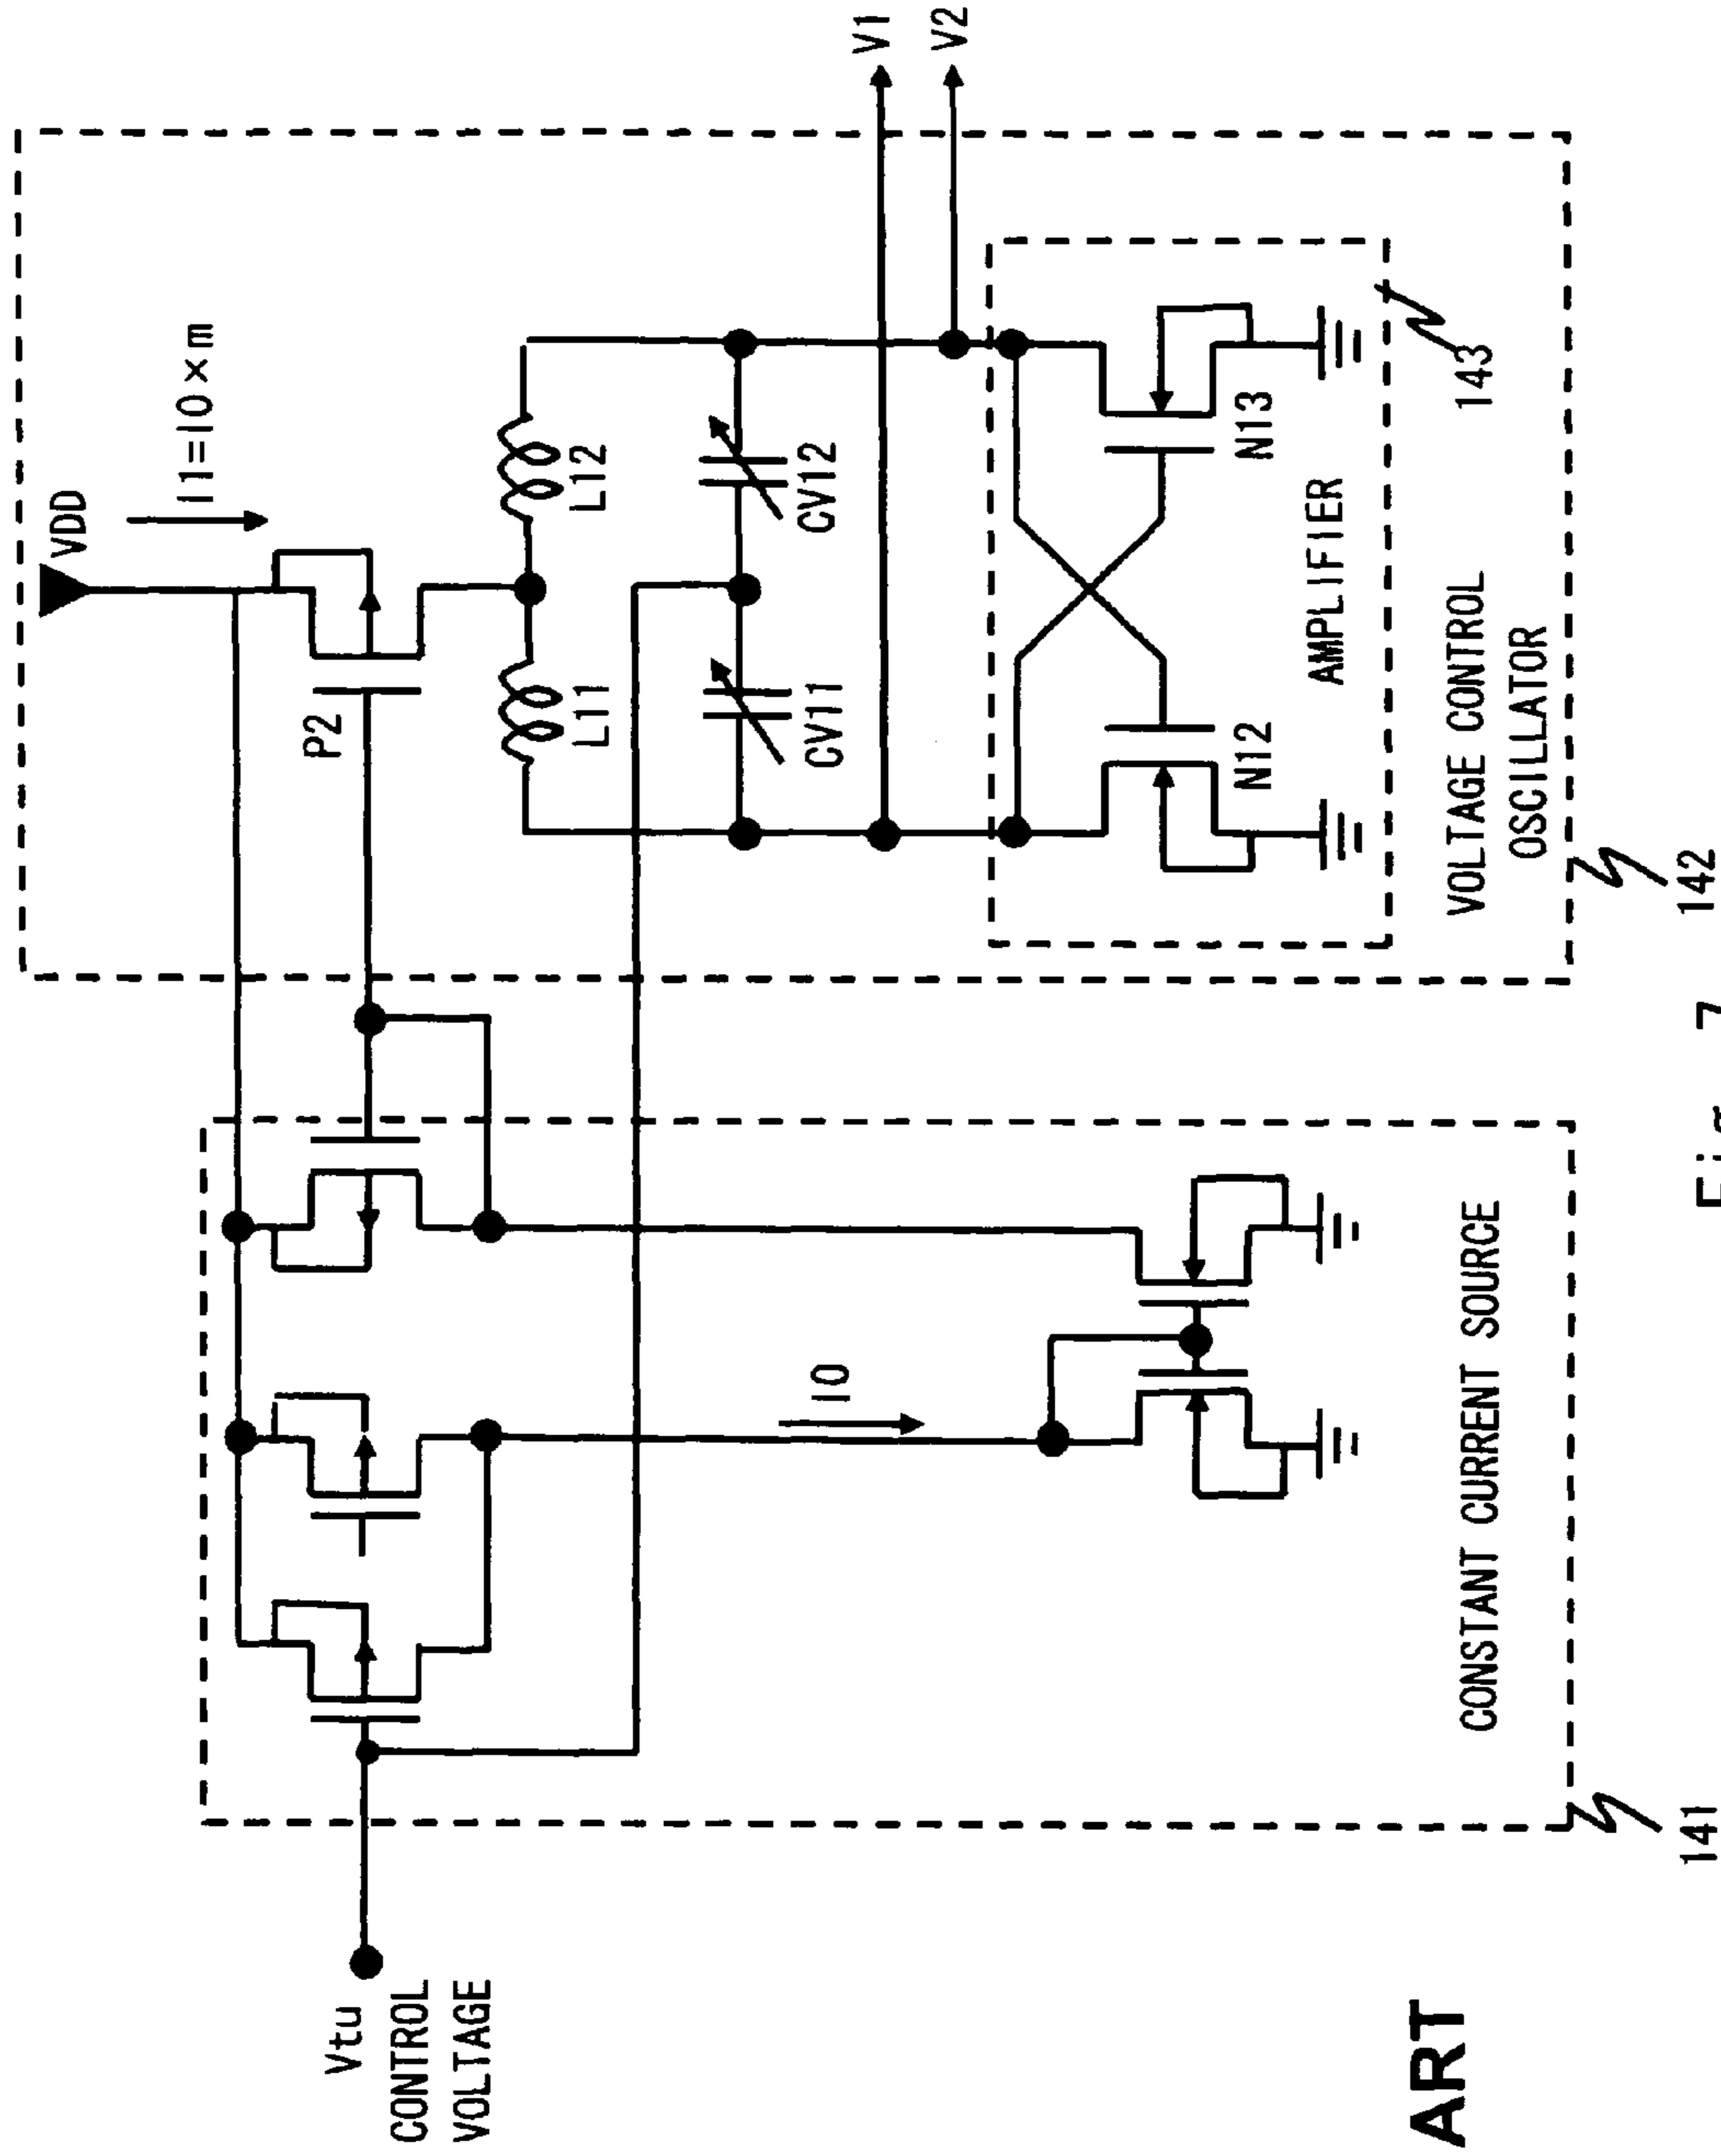 VDD
I1=I0×m
P2
L11
L12
CV11
CV12
V1
V2
N12
N13
AMPLIFIER
143
VOLTAGE CONTROL
OSCILLATOR
142
Vtu
CONTROL
VOLTAGE
I0
CONSTANT CURRENT SOURCE
141
ART